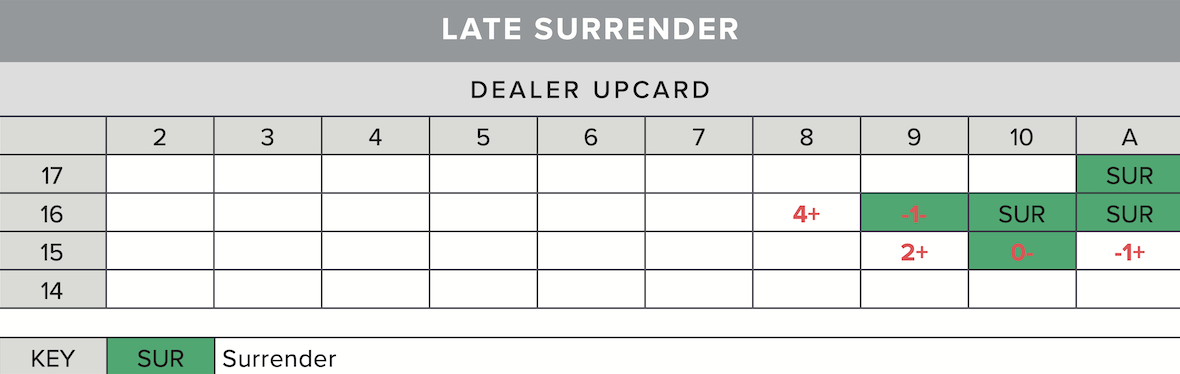 LATE SURRENDER
DEALER UPCARD
2 3 4 5 6 7 8 9 10 A
17 SUR
16 4+ -1- SUR SUR
15 2+ 0- -1+
14
KEY SUR Surrender